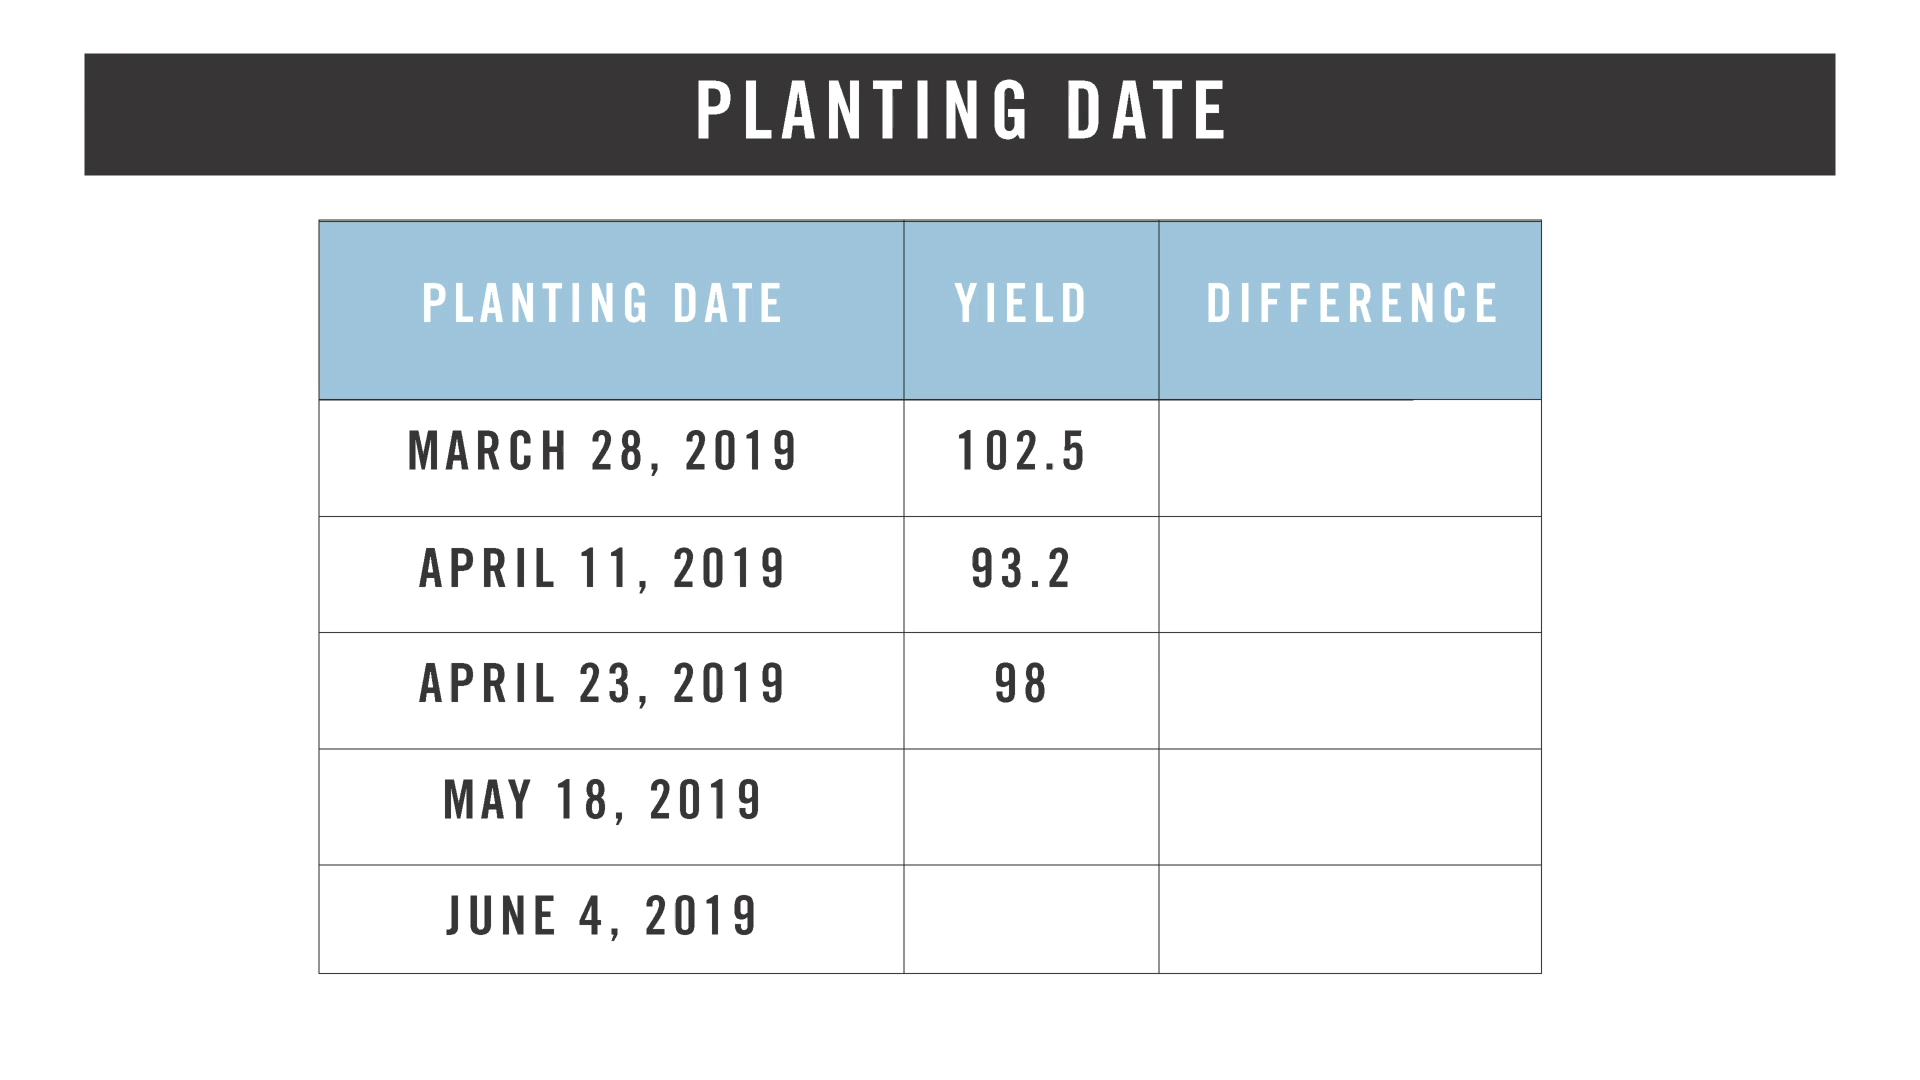 PLANTING DATE
PLANTING DATE YIELD DIFFERENCE
MARCH 28, 2019 102.5
APRIL 11, 2019 93.2
APRIL 23, 2019 98
MAY 18, 2019
JUNE 4, 2019